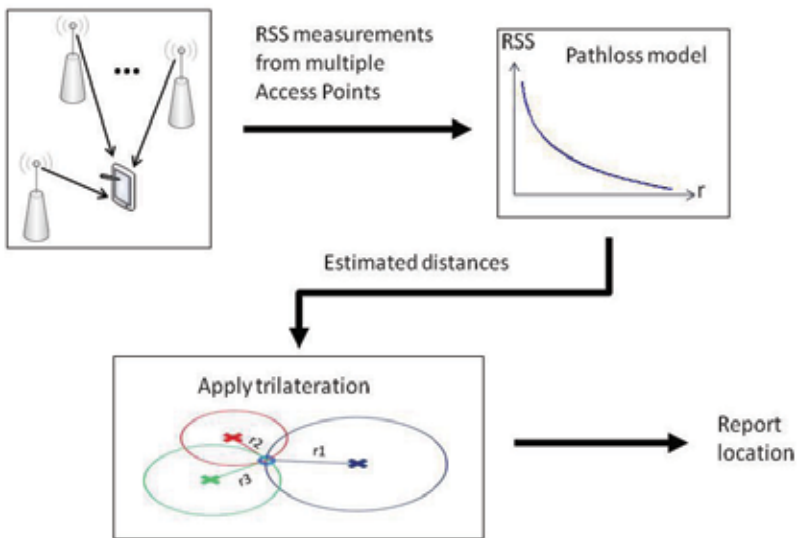 RSS measurements
from multiple
Access Points
RSS
Pathloss model
r
Estimated distances
Apply trilateration
r2
r1
r3
Report
location